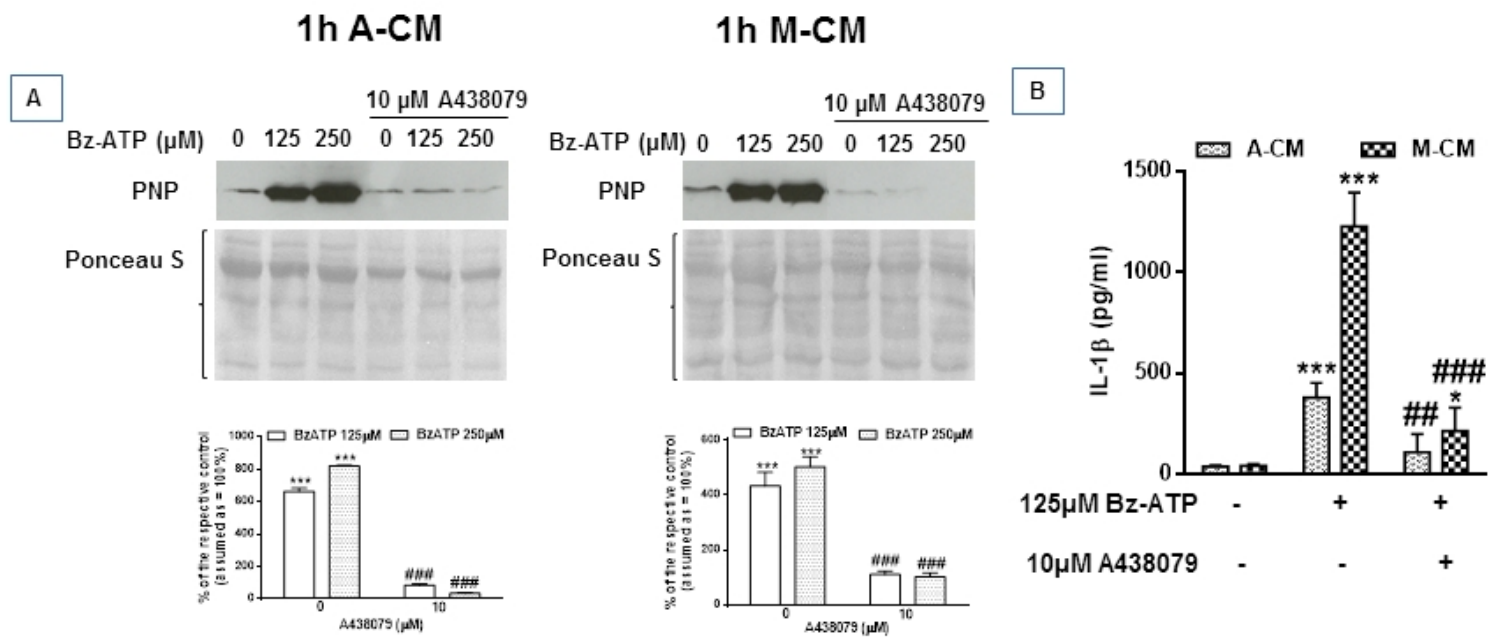 1h A-CM
1h M-CM
A
10 µM A438079
Bz-ATP (µM) 0 125 250 0 125 250
PNP
Ponceau S
1000
800
600
400
200
0
% of the respective control
(assumed as = 100%)
BzATP 125µM BzATP 250µM
***
***
###
###
0 10
A438079 (µM)
10 µM A438079
Bz-ATP (µM) 0 125 250 0 125 250
PNP
Ponceau S
600
400
200
0
% of the respective control
(assumed as = 100%)
BzATP 125µM BzATP 250µM
***
***
###
###
0 10
A438079 (µM)
B
A-CM M-CM
1500
1000
500
0
IL-1β (pg/ml)
***
***
##
###
*
125µM Bz-ATP - + +
10µM A438079 - - +